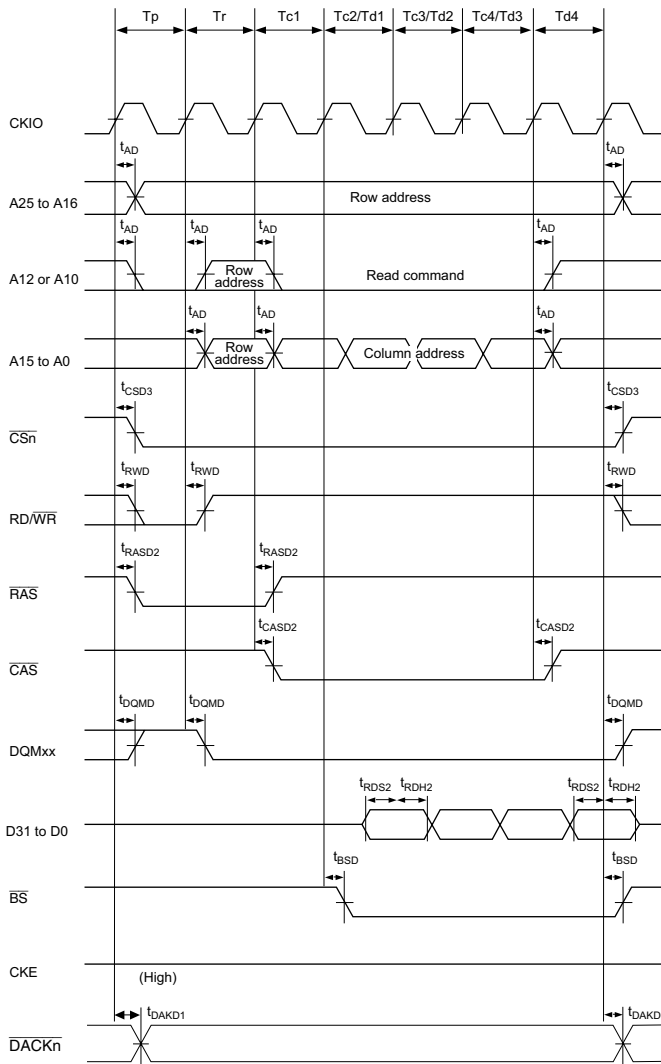 Tp Tr Tc1 Tc2/Td1 Tc3/Td2 Tc4/Td3 Td4
CKIO
tAD tAD
A25 to A16 Row address
tAD tAD tAD tAD
A12 or A10 Row address Read command
tAD tAD tAD
A15 to A0 Row address Column address
tCSD3 tCSD3
CSn
tRWD tRWD tRWD
RD/WR
tRASD2 tRASD2
RAS
tCASD2 tCASD2
CAS
tDQMD tDQMD tDQMD
DQMxx
tRDS2 tRDH2 tRDS2 tRDH2
D31 to D0
tBSD tBSD
BS
CKE
(High)
tDAKD1 tDAKD
DACKn